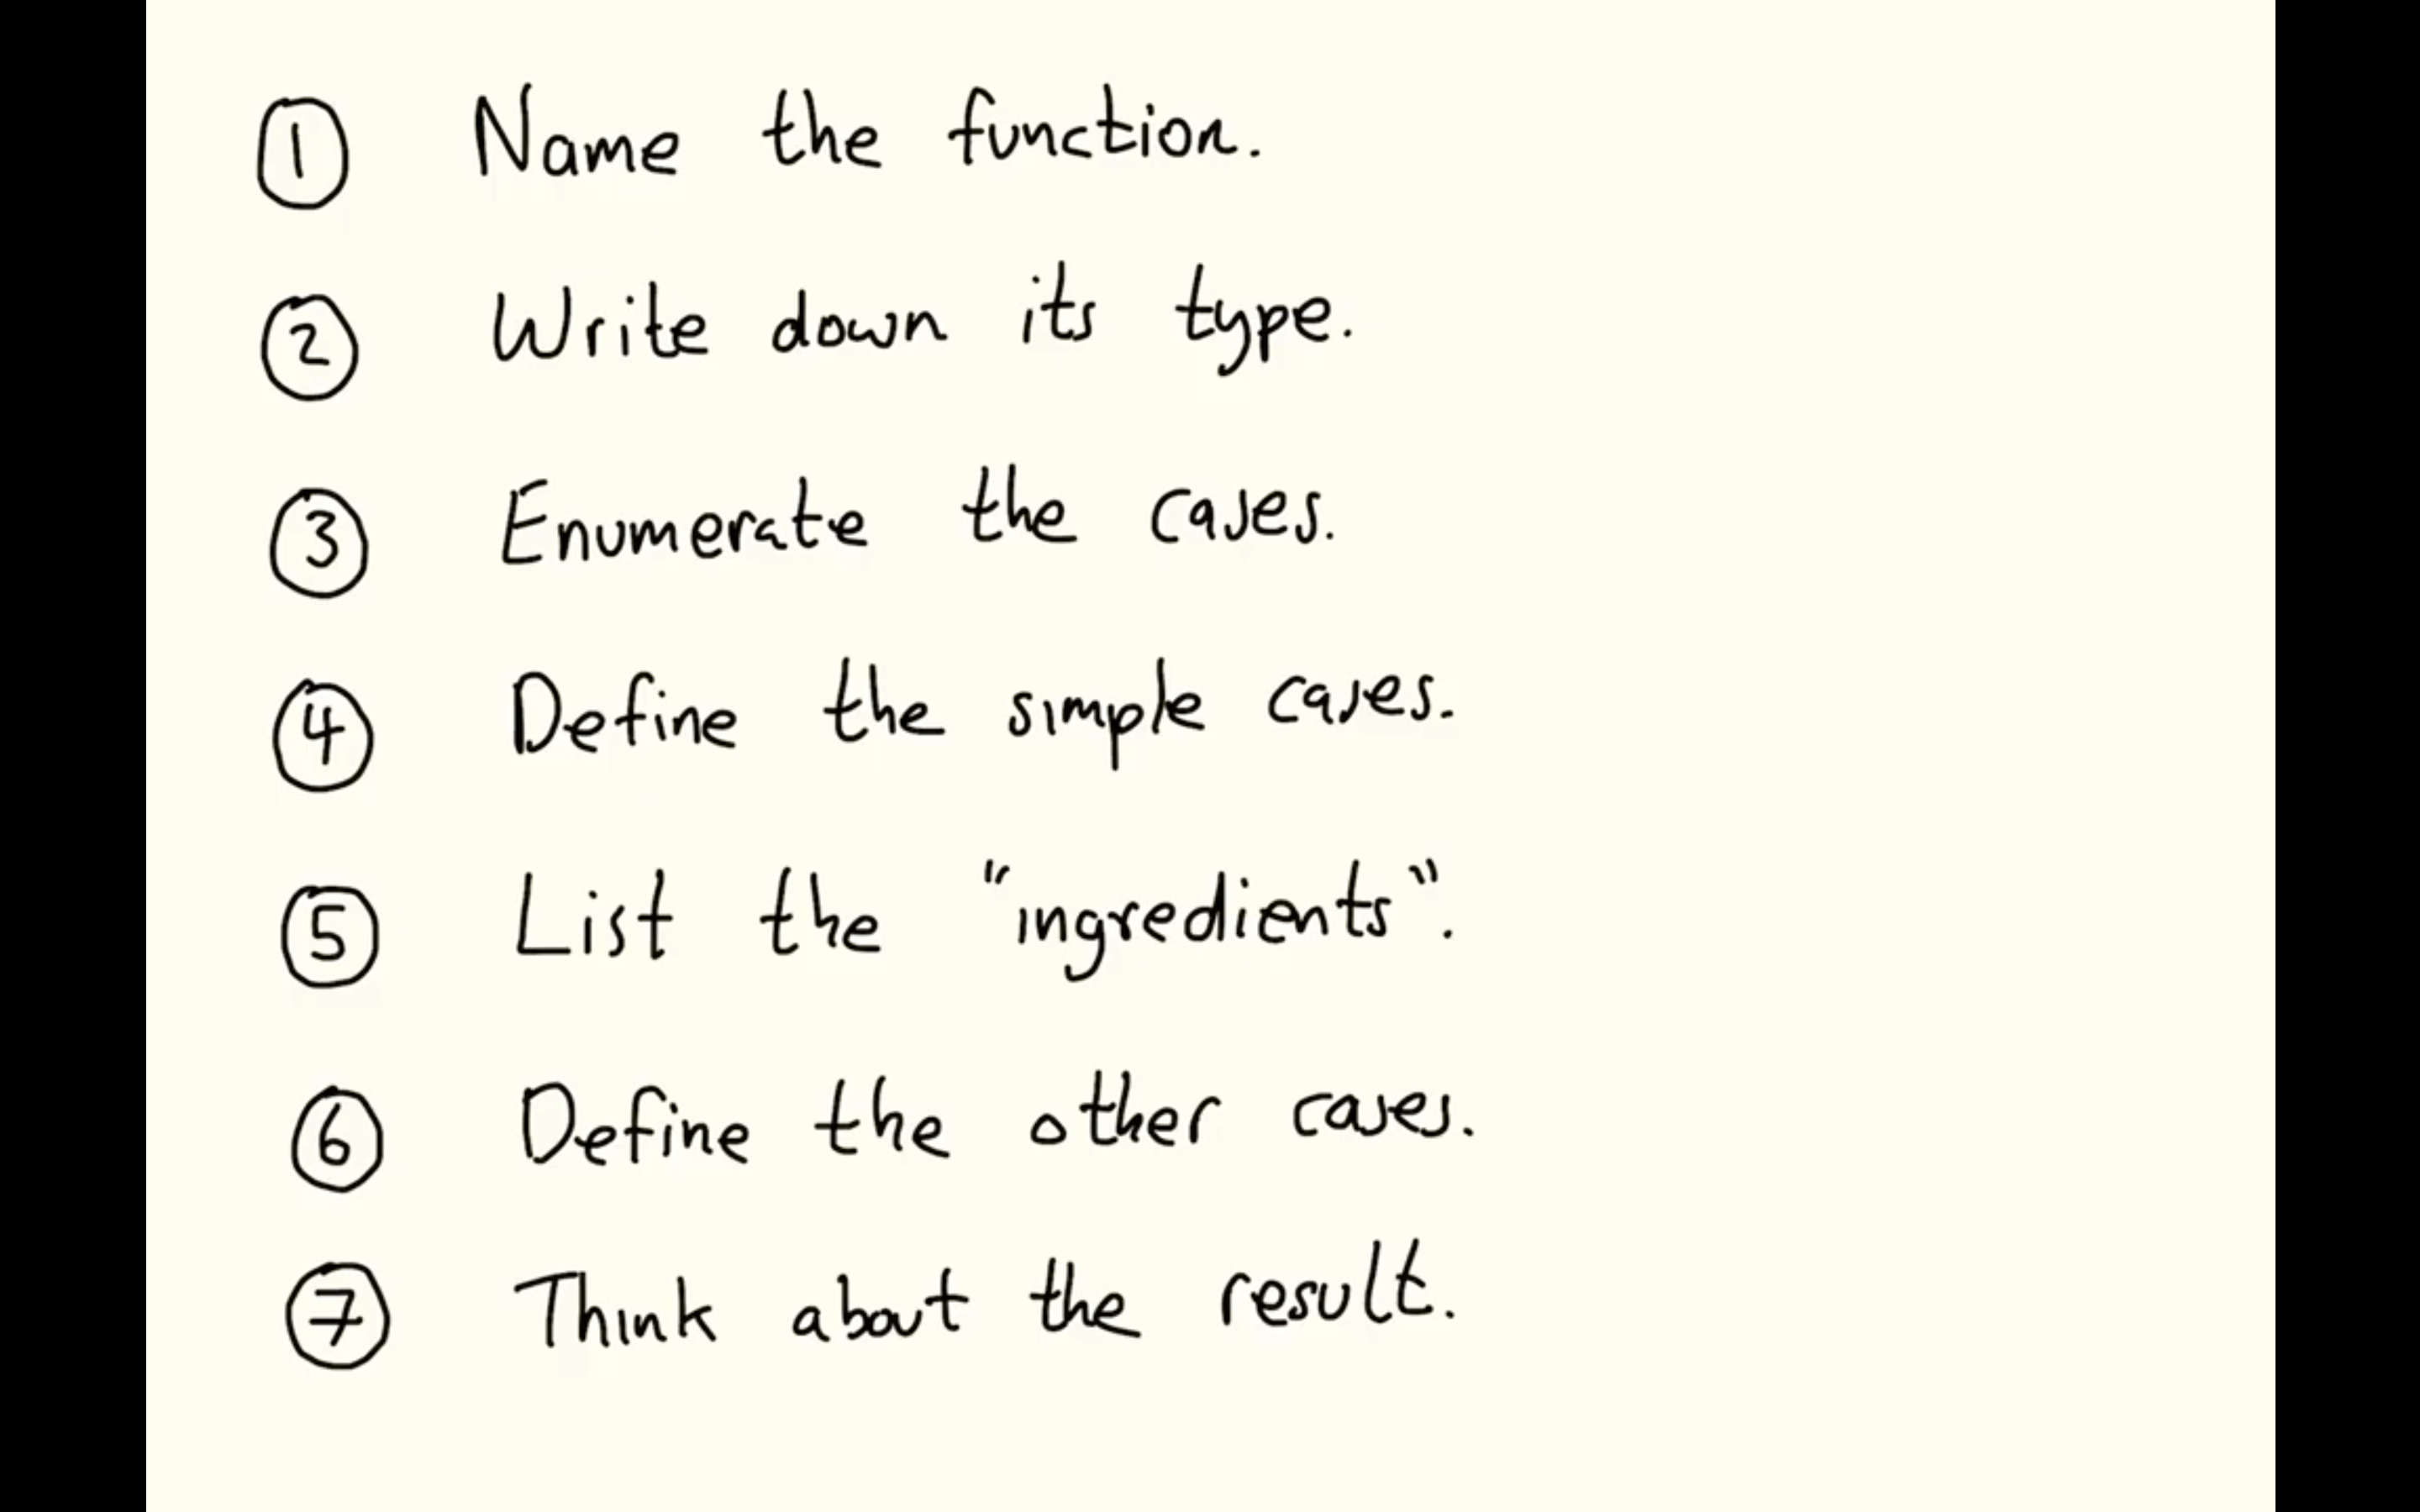 1 Name the function.
2 Write down its type.
3 Enumerate the cases.
4 Define the simple cases.
5 List the "ingredients".
6 Define the other cases.
7 Think about the result.